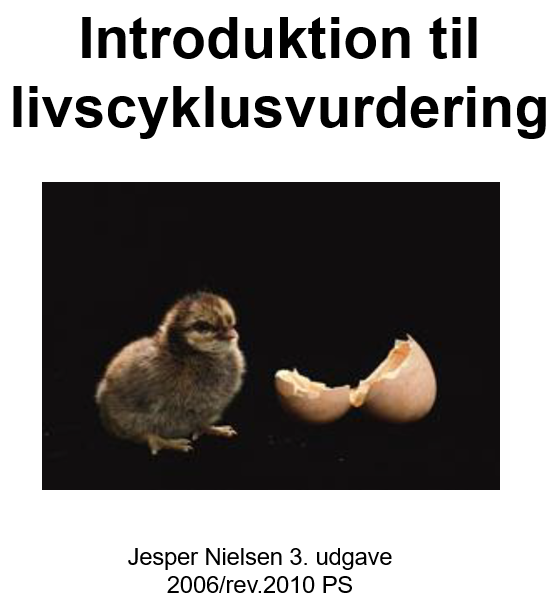 Introduktion til
livscyklusvurdering
Jesper Nielsen 3. udgave
2006/rev.2010 PS